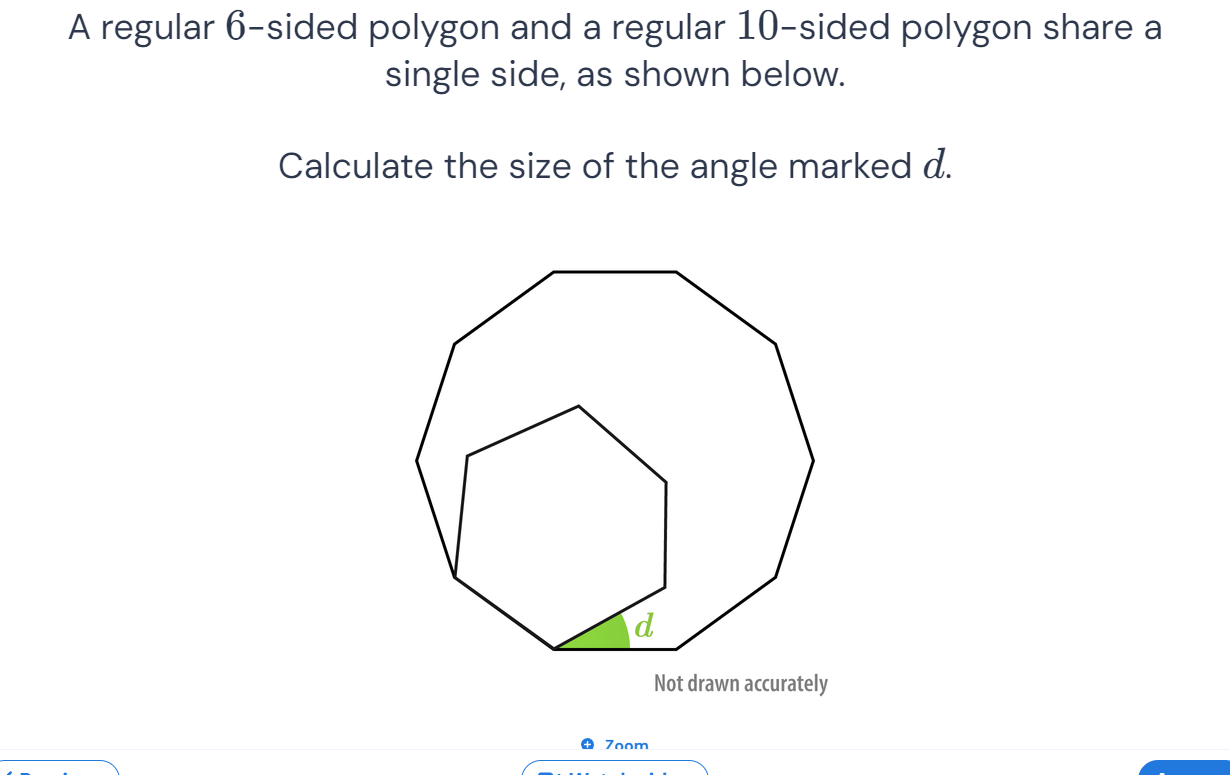 A regular 6-sided polygon and a regular 10-sided polygon share a
single side, as shown below.
Calculate the size of the angle marked d.
d
Not drawn accurately
Zoom